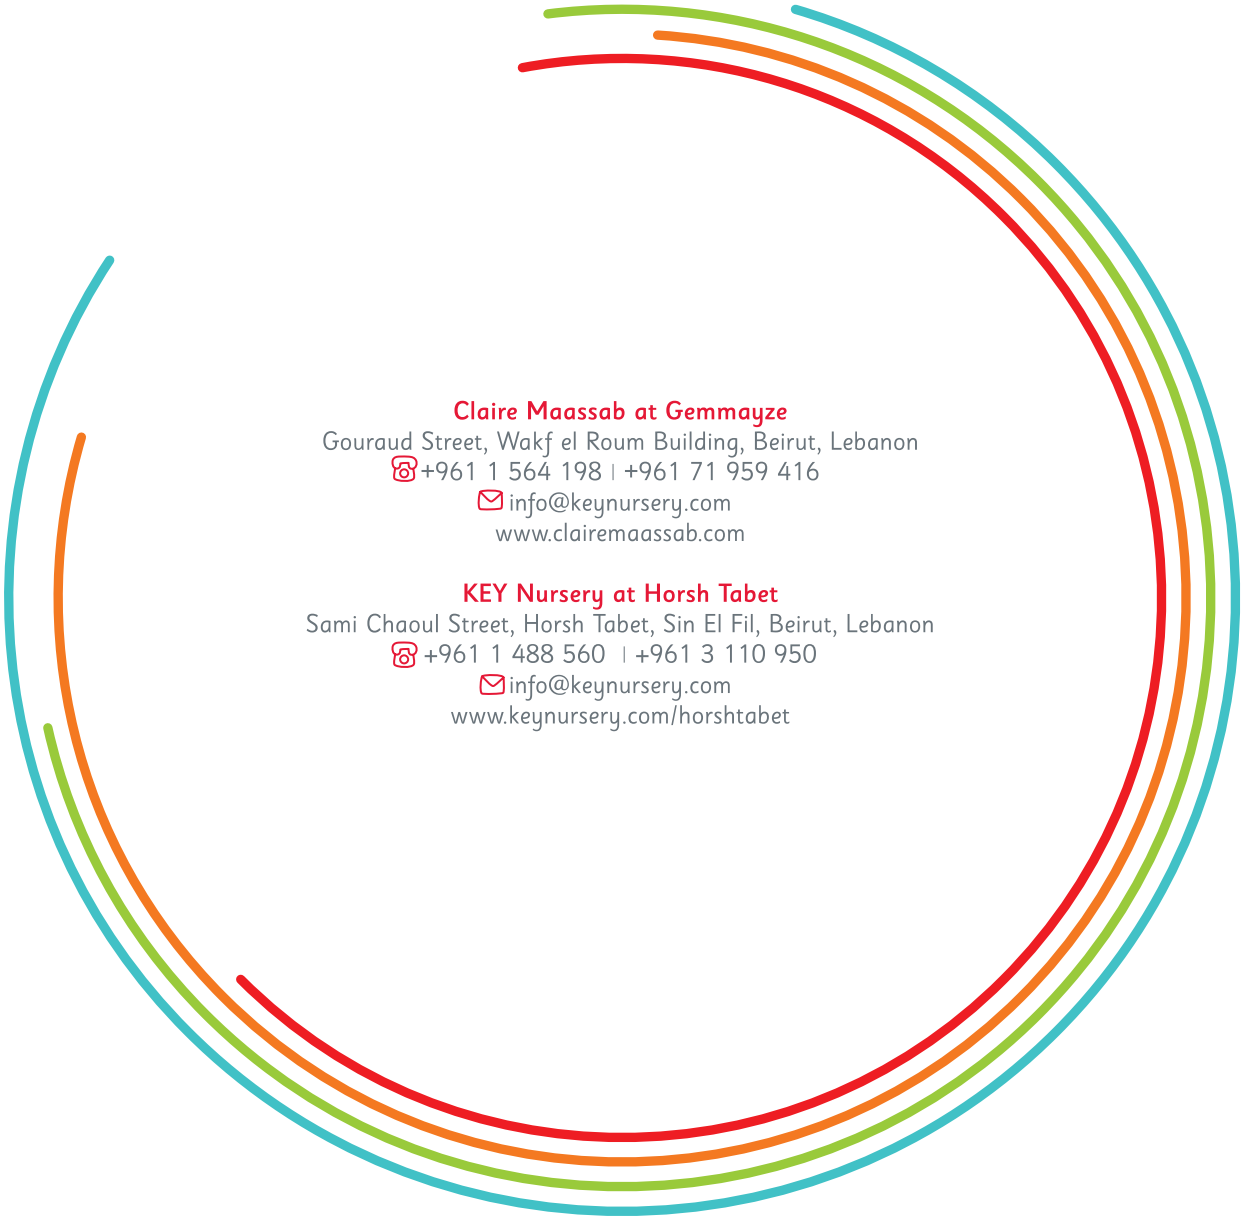 Claire Maassab at Gemmayze
Gouraud Street, Wakf el Roum Building, Beirut, Lebanon
+961 1 564 198 | +961 71 959 416
info@keynursery.com
www.clairemaassab.com
KEY Nursery at Horsh Tabet
Sami Chaoul Street, Horsh Tabet, Sin El Fil, Beirut, Lebanon
+961 1 488 560 | +961 3 110 950
info@keynursery.com
www.keynursery.com/horshtabet